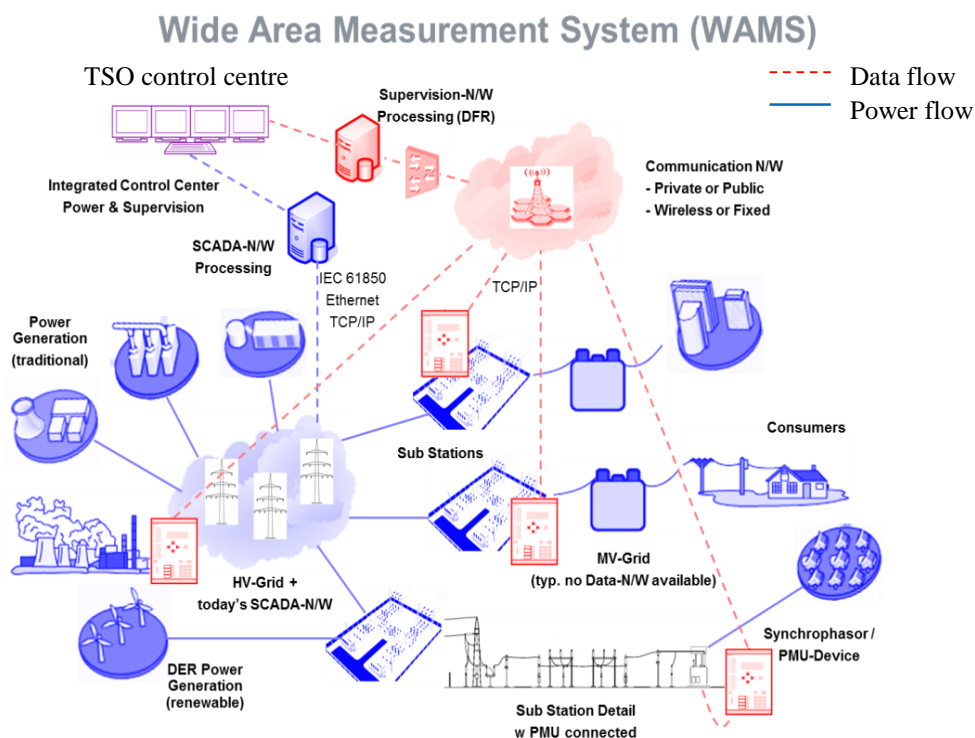 Wide Area Measurement System (WAMS)
TSO control centre
Data flow
Power flow
Supervision-N/W
Processing (DFR)
Integrated Control Center
Power & Supervision
Communication N/W
- Private or Public
- Wireless or Fixed
SCADA-N/W
Processing
IEC 61850
Ethernet
TCP/IP
TCP/IP
Power
Generation
(traditional)
Sub Stations
Consumers
MV-Grid
(typ. no Data-N/W available)
HV-Grid +
today's SCADA-N/W
DER Power
Generation
(renewable)
Synchrophasor /
PMU-Device
Sub Station Detail
w PMU connected